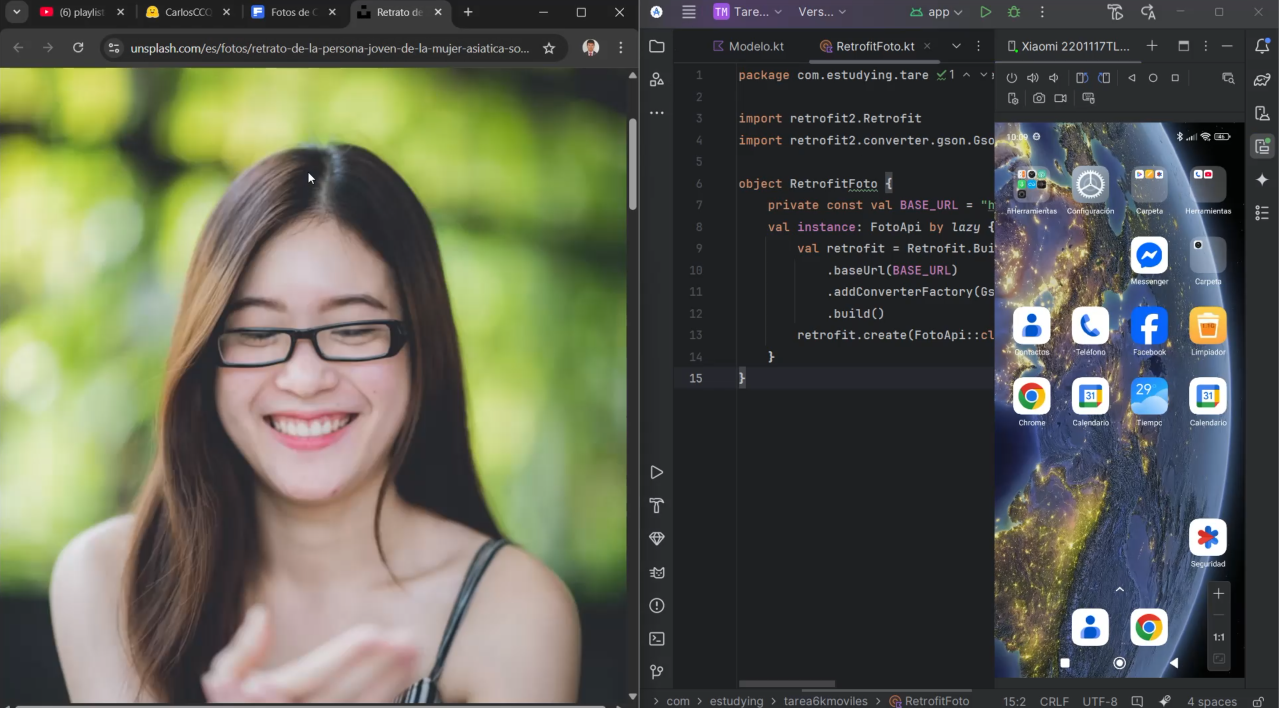 (6) playlist
CarlosCCC
Fotos de C
Retrato de
unsplash.com/es/fotos/retrato-de-la-persona-joven-de-la-mujer-asiatica-so...
TM Tare...
Vers...
app
Modelo.kt
RetrofitFoto.kt
Xiaomi 2201117TL...
1 package com.estudying.tare
1
2
3 import retrofit2.Retrofit
4 import retrofit2.converter.gson.Gso
5
6 object RetrofitFoto {
7 private const val BASE_URL = "h
8 val instance: FotoApi by lazy {
9 val retrofit = Retrofit.Bui
10 .baseUrl(BASE_URL)
11 .addConverterFactory(Gs
12 .build()
13 retrofit.create(FotoApi::cl
14 }
15 }
10:09
Configuración
Carpeta
Herramientas
Messenger
Carpeta
Contactos
Teléfono
Facebook
Limpiador
31
29
31
Chrome
Calendario
Tiempo
Calendario
Seguridad
1:1
com
estudying
tarea6kmoviles
RetrofitFoto
15:2
CRLF
UTF-8
4 spaces